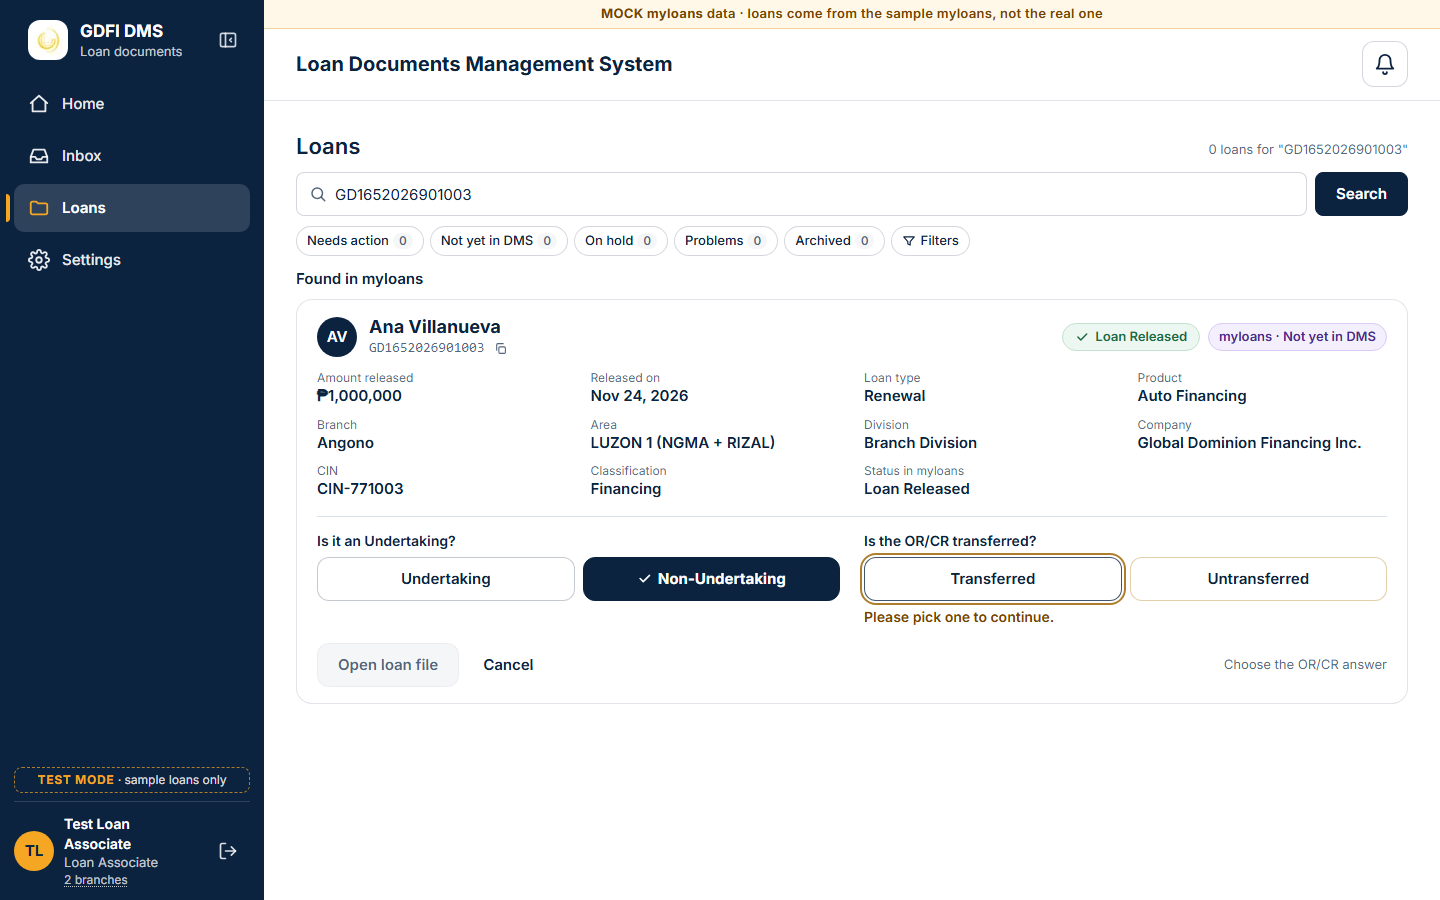 MOCK myloans data · loans come from the sample myloans, not the real one
GDFI DMS
Loan documents
Home
Inbox
Loans
Settings
TEST MODE · sample loans only
TL
Test Loan
Associate
Loan Associate
2 branches
Loan Documents Management System
Loans
0 loans for "GD1652026901003"
GD1652026901003
Search
Needs action 0
Not yet in DMS 0
On hold 0
Problems 0
Archived 0
Filters
Found in myloans
AV
Ana Villanueva
GD1652026901003
Loan Released
myloans · Not yet in DMS
Amount released
₱1,000,000
Released on
Nov 24, 2026
Loan type
Renewal
Product
Auto Financing
Branch
Angono
Area
LUZON 1 (NGMA + RIZAL)
Division
Branch Division
Company
Global Dominion Financing Inc.
CIN
CIN-771003
Classification
Financing
Status in myloans
Loan Released
Is it an Undertaking?
Undertaking
Non-Undertaking
Is the OR/CR transferred?
Transferred
Untransferred
Please pick one to continue.
Open loan file
Cancel
Choose the OR/CR answer